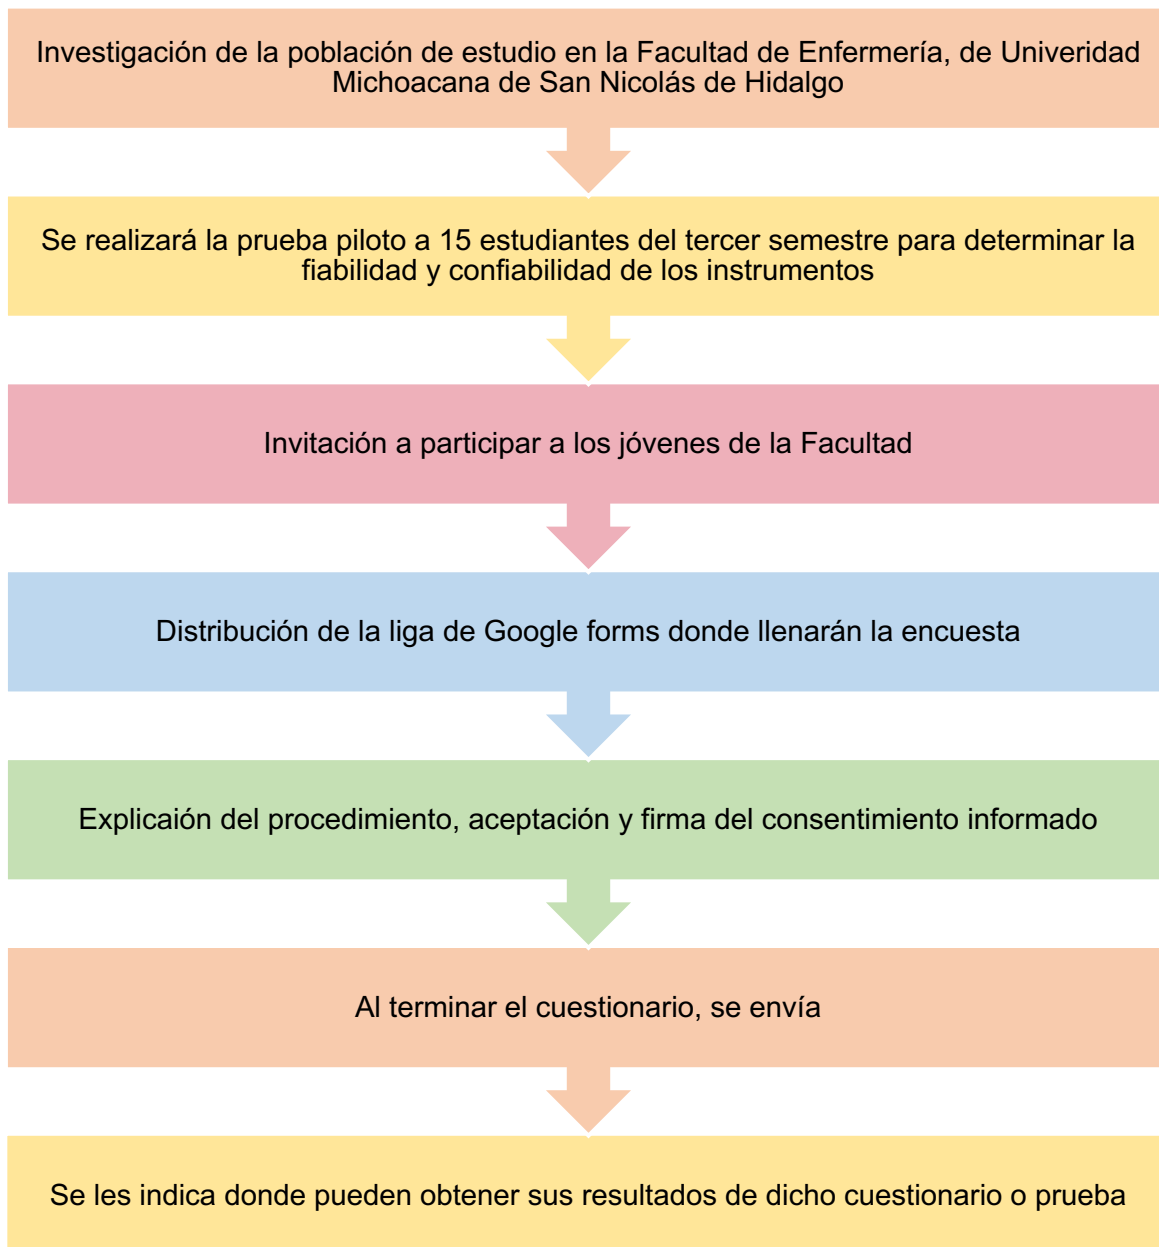 Investigación de la población de estudio en la Facultad de Enfermería, de Univeridad
Michoacana de San Nicolás de Hidalgo
Se realizará la prueba piloto a 15 estudiantes del tercer semestre para determinar la
fiabilidad y confiabilidad de los instrumentos
Invitación a participar a los jóvenes de la Facultad
Distribución de la liga de Google forms donde llenarán la encuesta
Explicaión del procedimiento, aceptación y firma del consentimiento informado
Al terminar el cuestionario, se envía
Se les indica donde pueden obtener sus resultados de dicho cuestionario o prueba